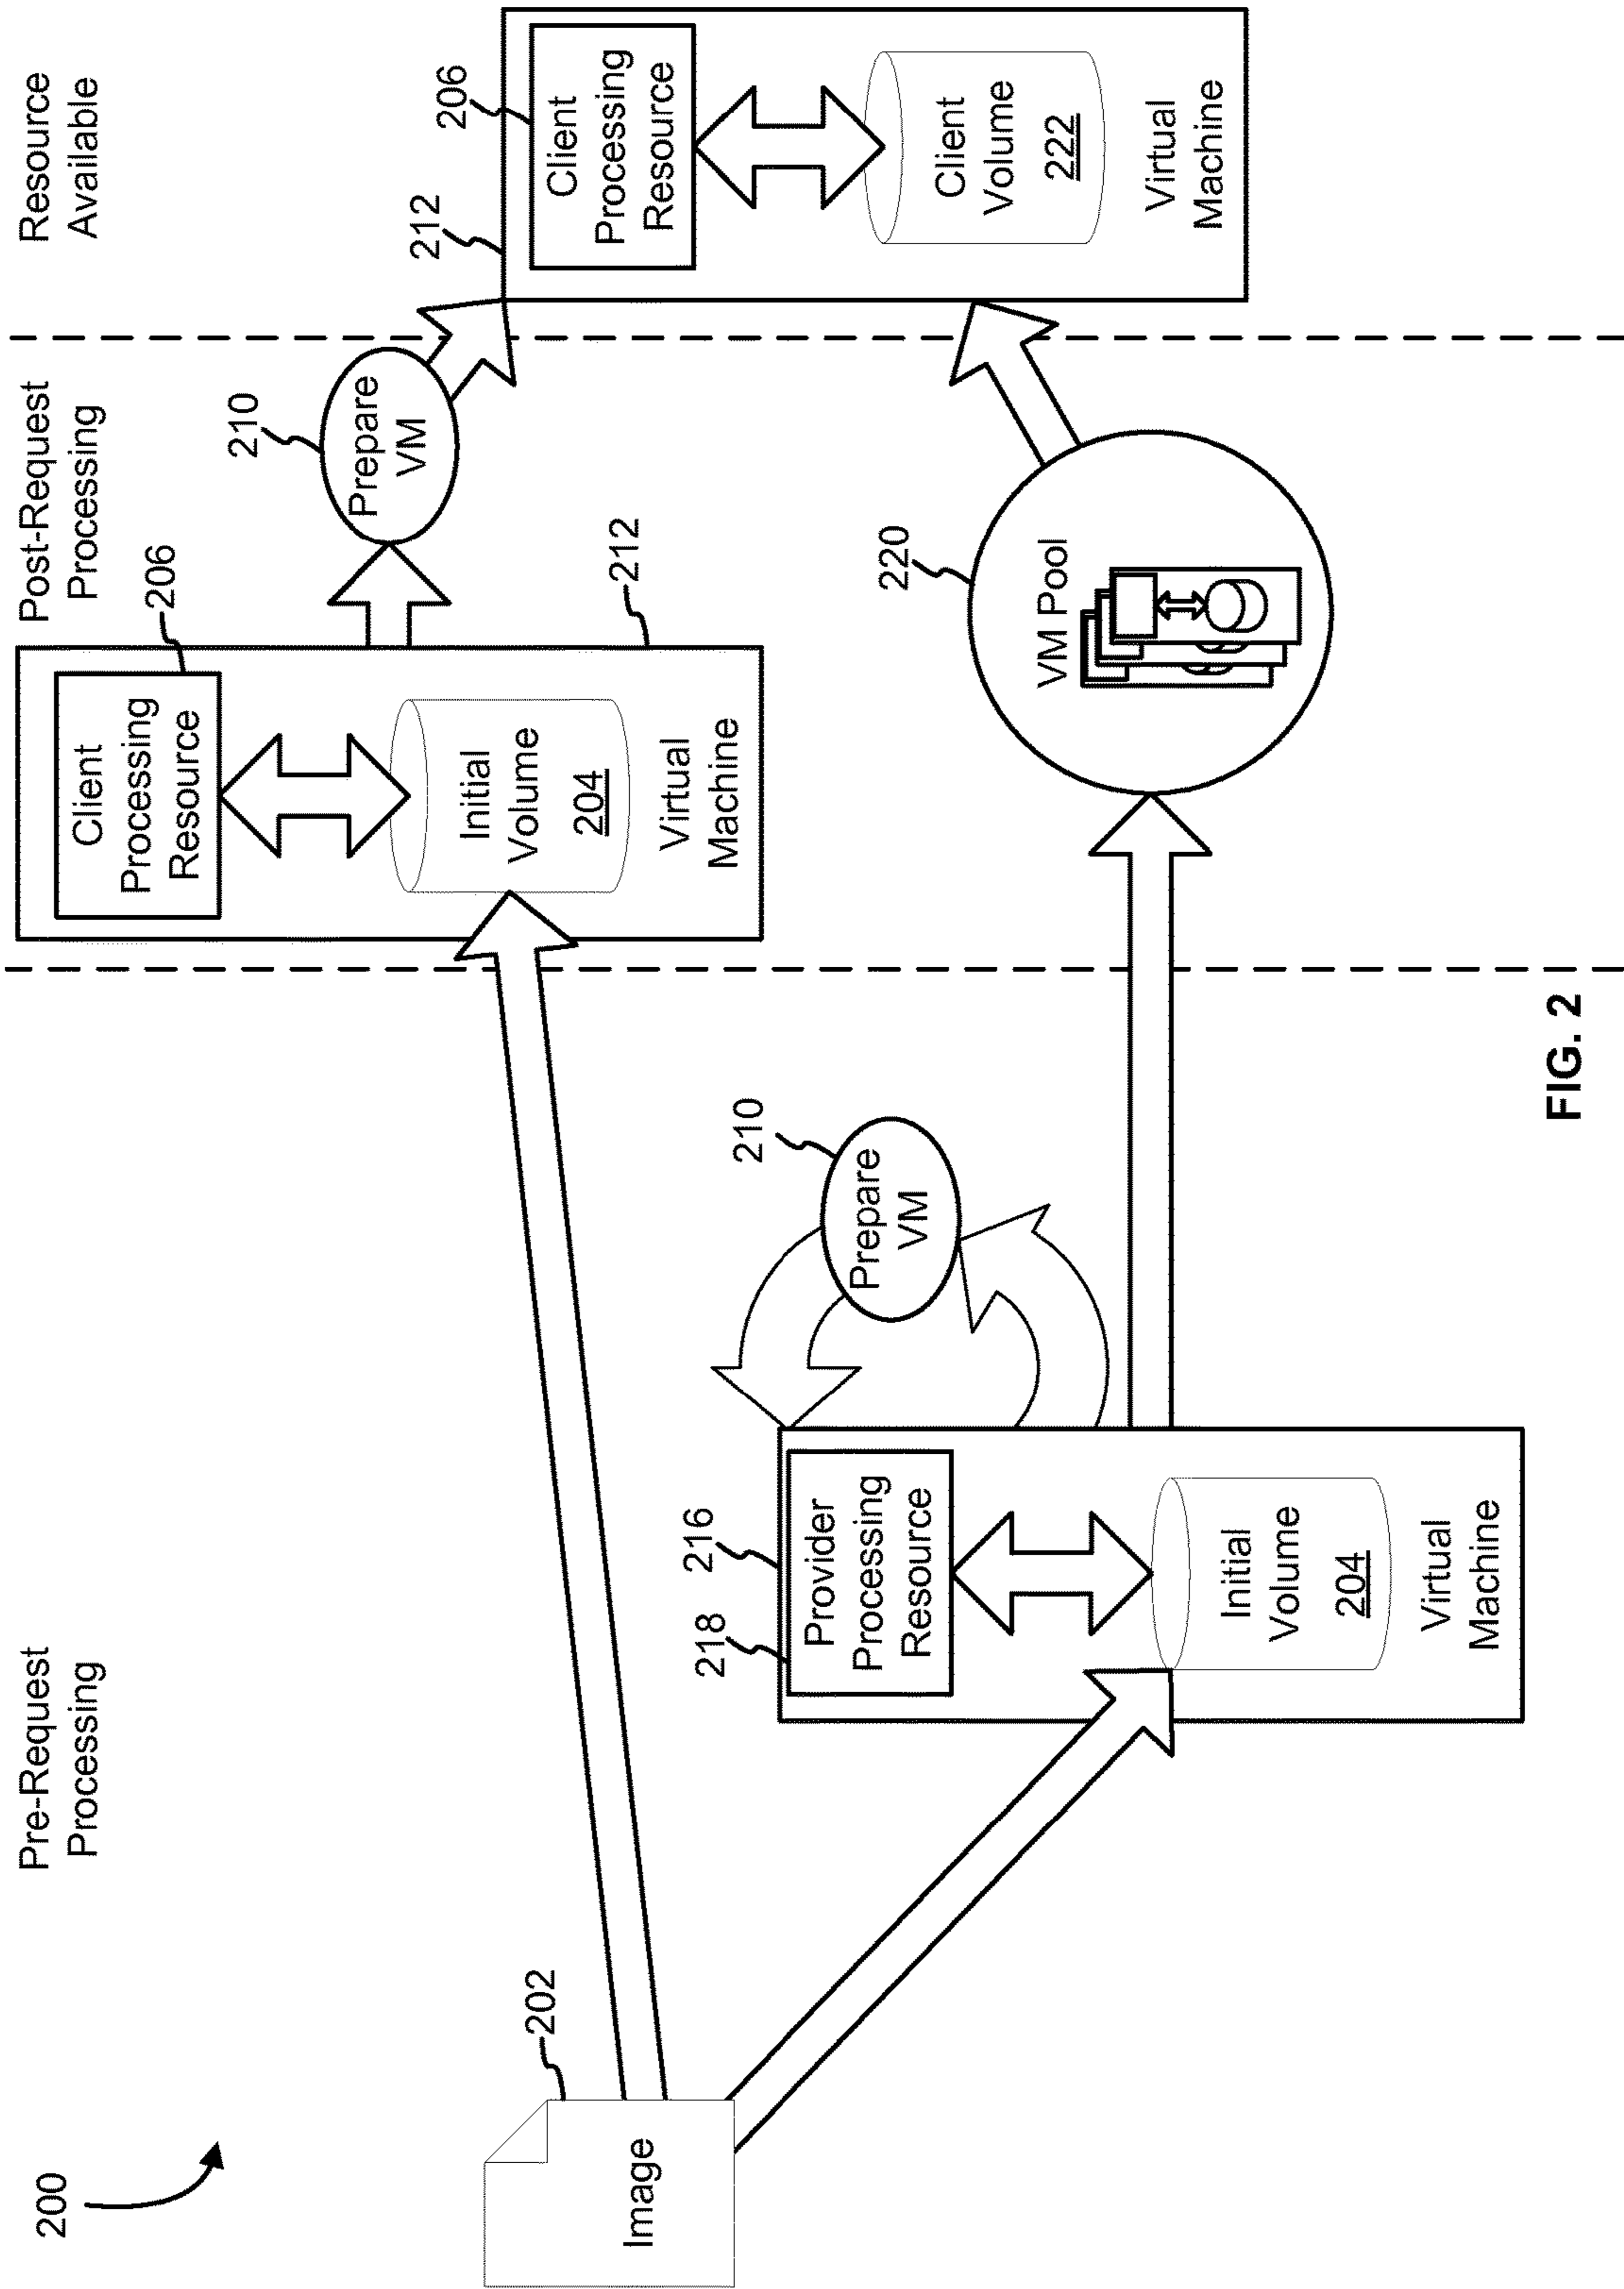 200
Pre-Request
Processing
Post-Request
Processing
Resource
Available
Image
202
Client
Processing
Resource
206
Initial
Volume
204
Virtual
Machine
212
210
Prepare
VM
212
206
Client
Processing
Resource
Client
Volume
222
Virtual
Machine
216
218
Provider
Processing
Resource
Initial
Volume
204
Virtual
Machine
210
Prepare
VM
220
VM Pool
FIG. 2